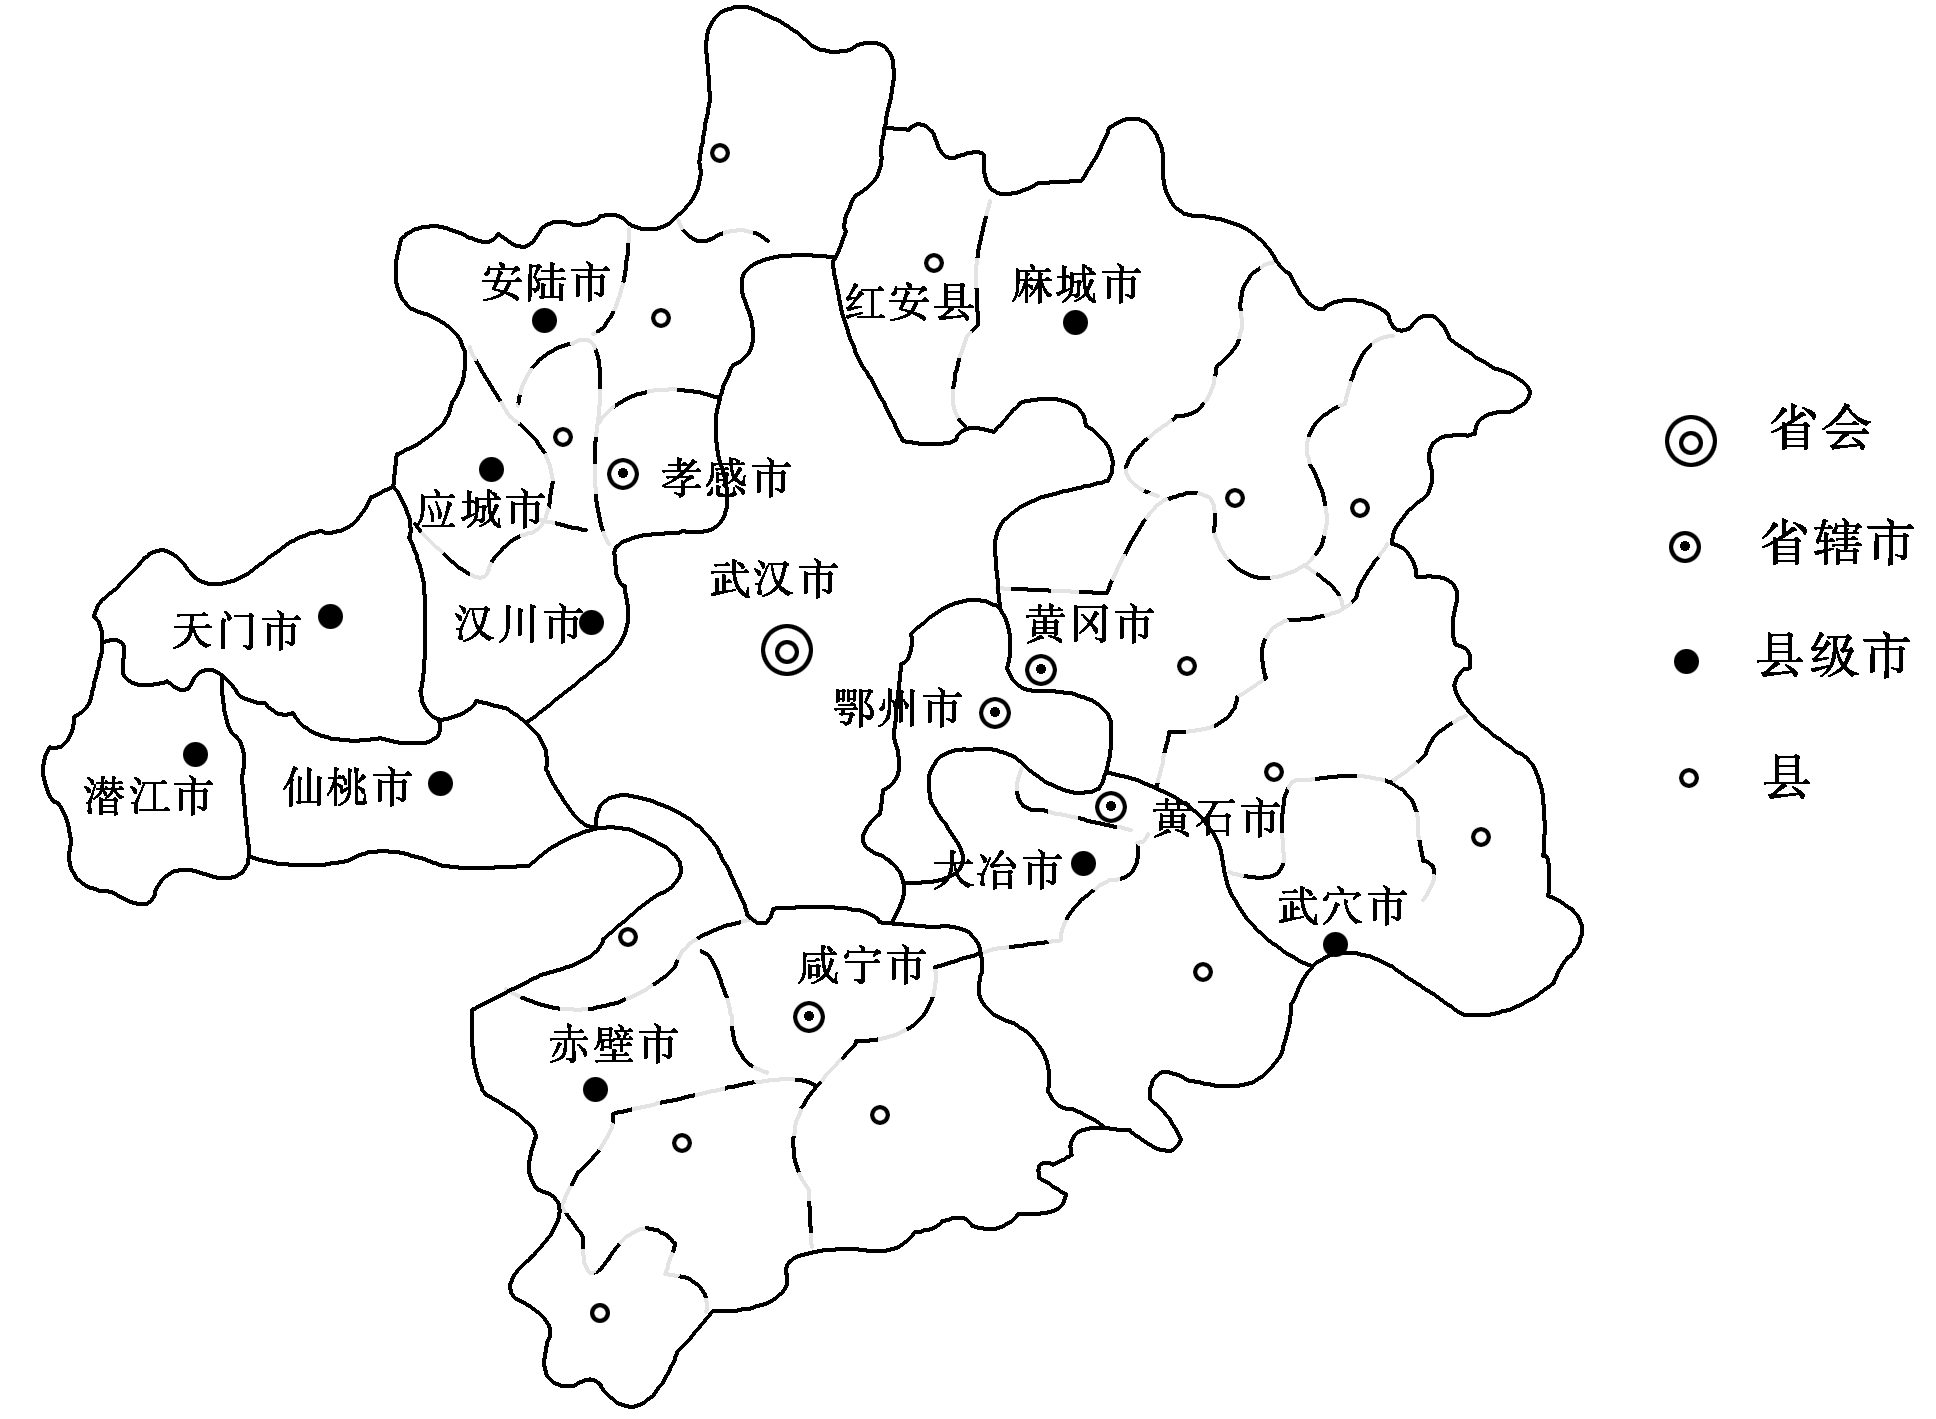 安陆市
红安县
麻城市
孝感市
应城市
武汉市
天门市
汉川市
黄冈市
鄂州市
潜江市
仙桃市
黄石市
大冶市
武穴市
咸宁市
赤壁市
省会
省辖市
县级市
县